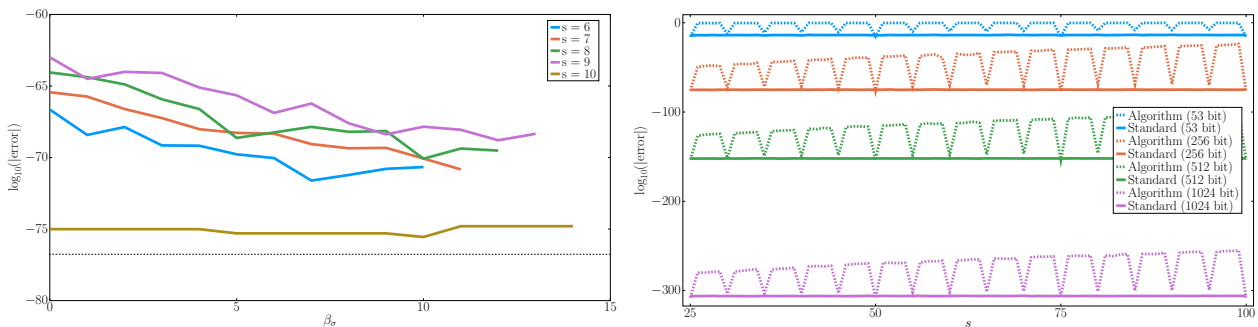 −60
−65
−70
−75
−80
log₁₀(|error|)
0
5
10
15
βσ
s = 6
s = 7
s = 8
s = 9
s = 10
0
−100
−200
−300
log₁₀(|error|)
25
50
75
100
s
Algorithm (53 bit)
Standard (53 bit)
Algorithm (256 bit)
Standard (256 bit)
Algorithm (512 bit)
Standard (512 bit)
Algorithm (1024 bit)
Standard (1024 bit)